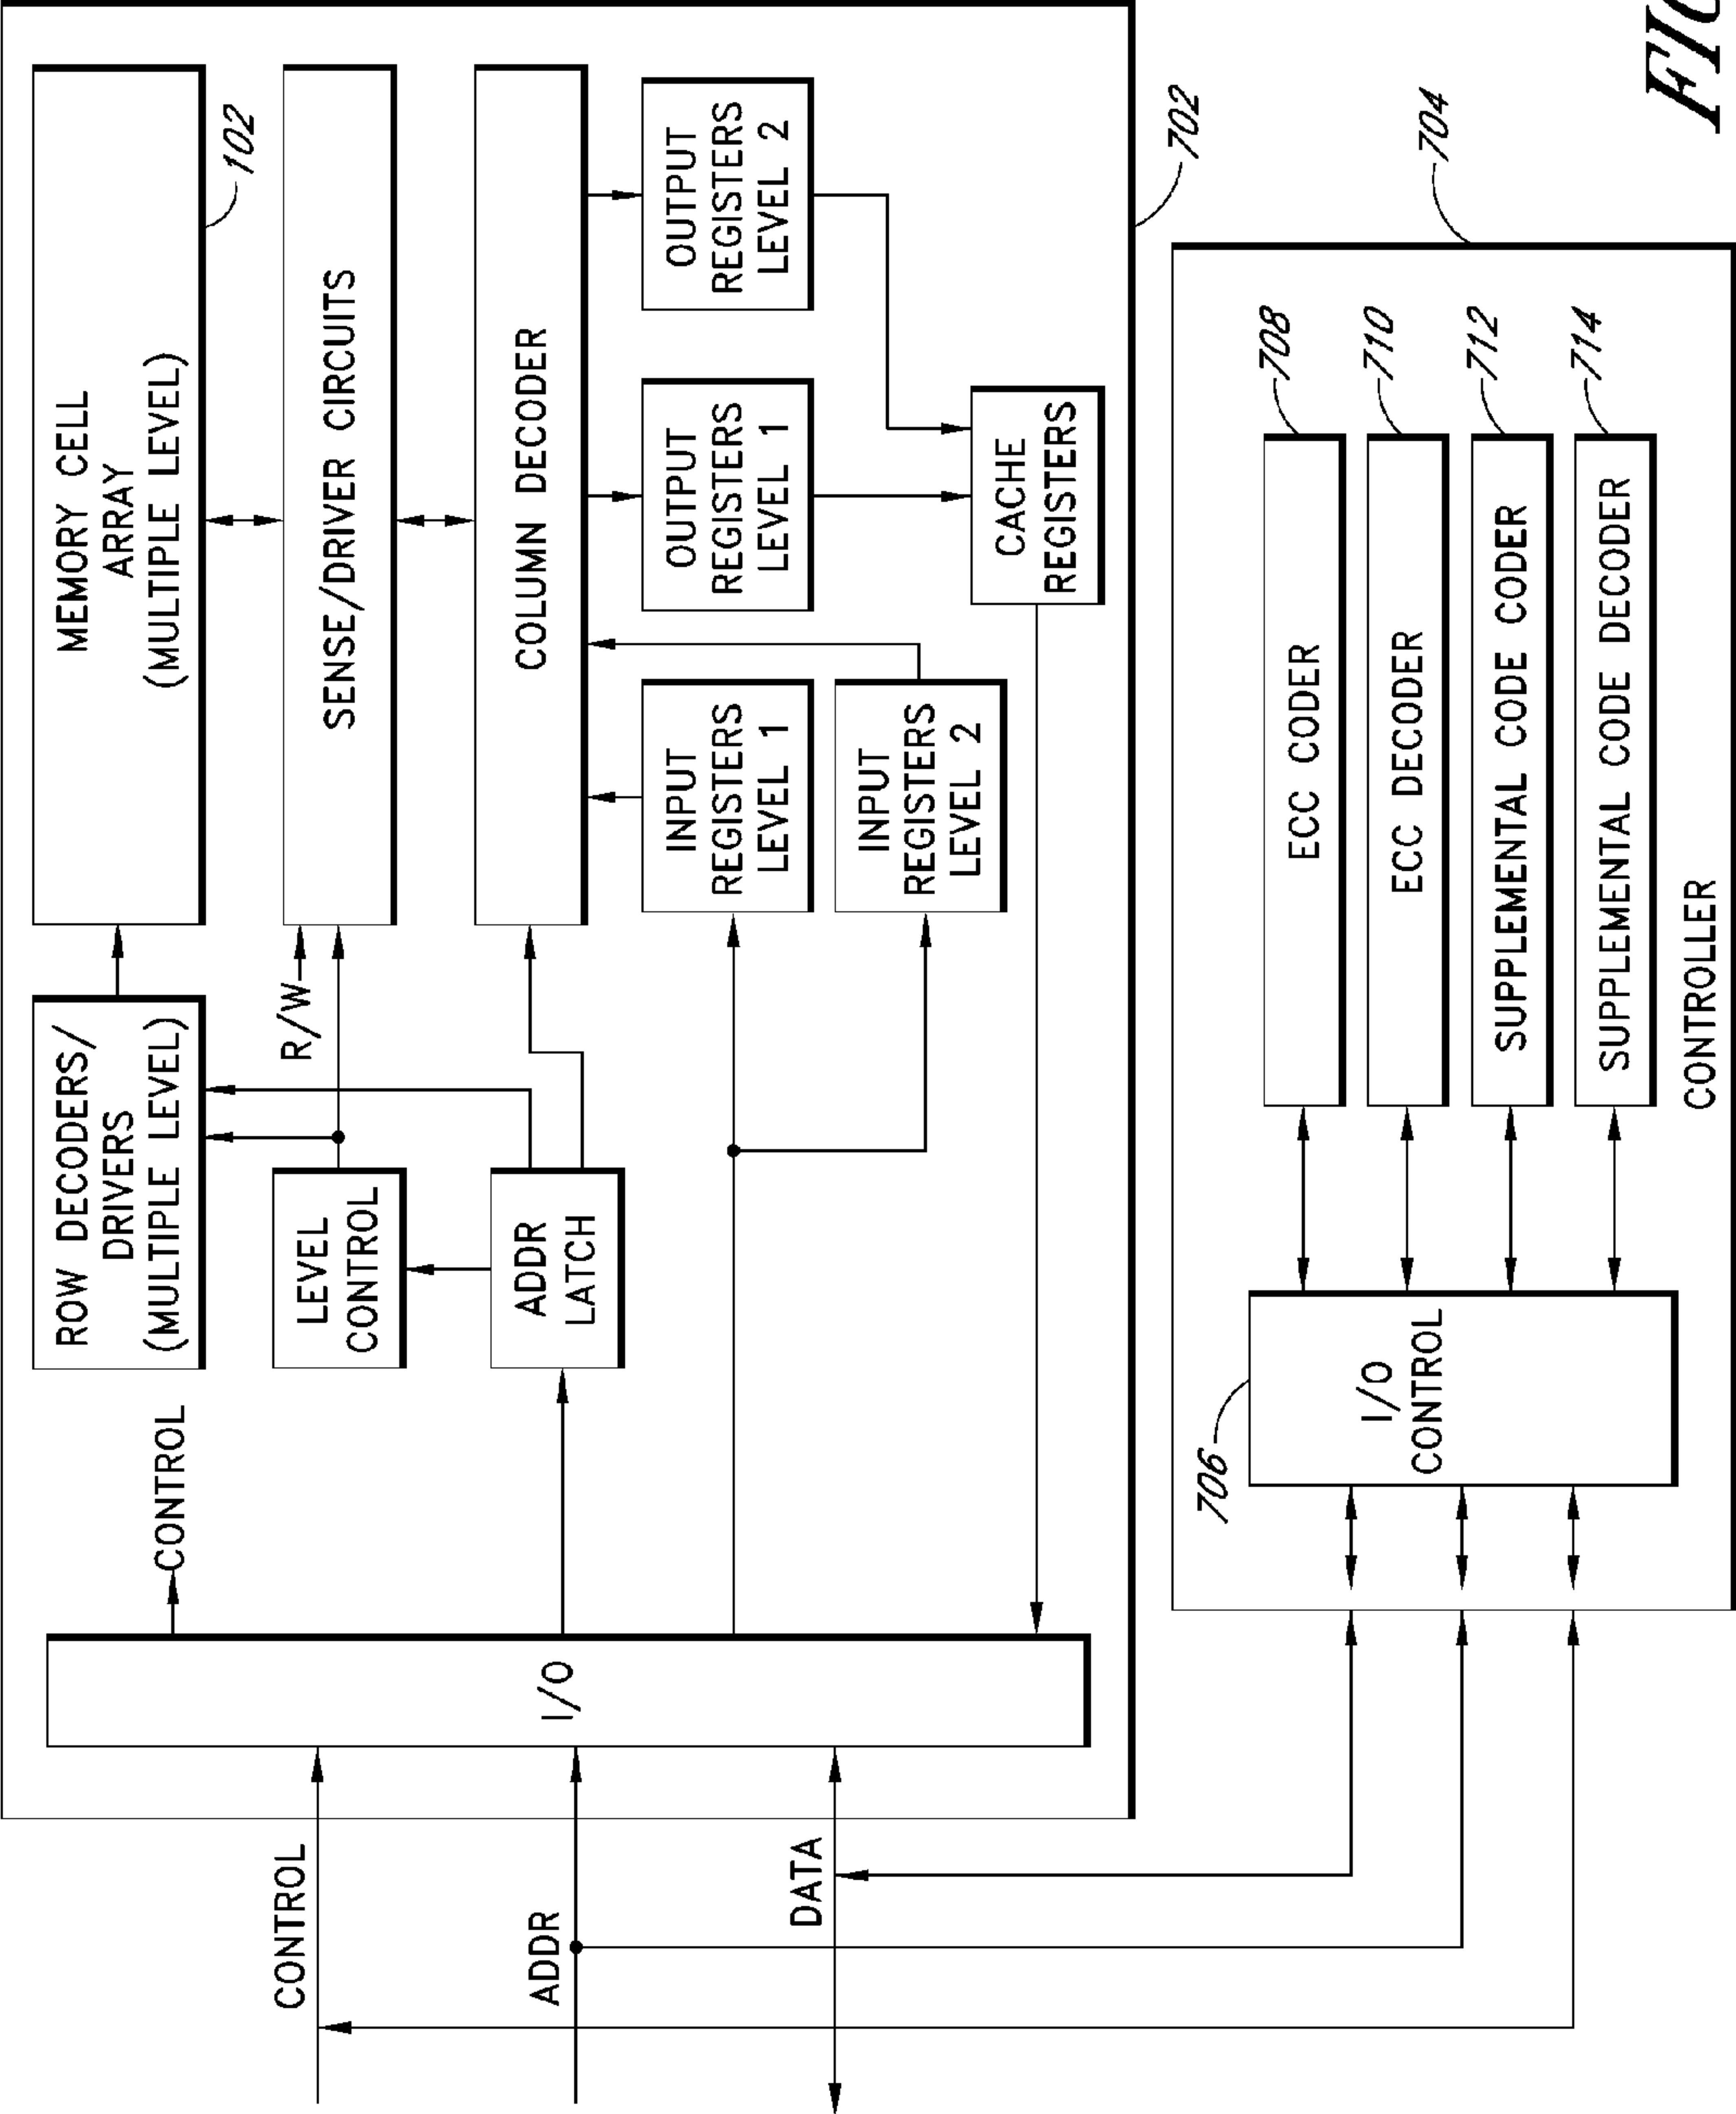 MEMORY CELL
ARRAY
(MULTIPLE LEVEL)
102
ROW DECODERS/
DRIVERS
(MULTIPLE LEVEL)
CONTROL
R/W
SENSE/DRIVER CIRCUITS
LEVEL
CONTROL
COLUMN DECODER
ADDR
LATCH
I/O
CONTROL
ADDR
DATA
INPUT
REGISTERS
LEVEL 1
OUTPUT
REGISTERS
LEVEL 1
OUTPUT
REGISTERS
LEVEL 2
INPUT
REGISTERS
LEVEL 2
CACHE
REGISTERS
702
704
706
I/O
CONTROL
ECC CODER
708
ECC DECODER
710
SUPPLEMENTAL CODE CODER
712
SUPPLEMENTAL CODE DECODER
714
CONTROLLER